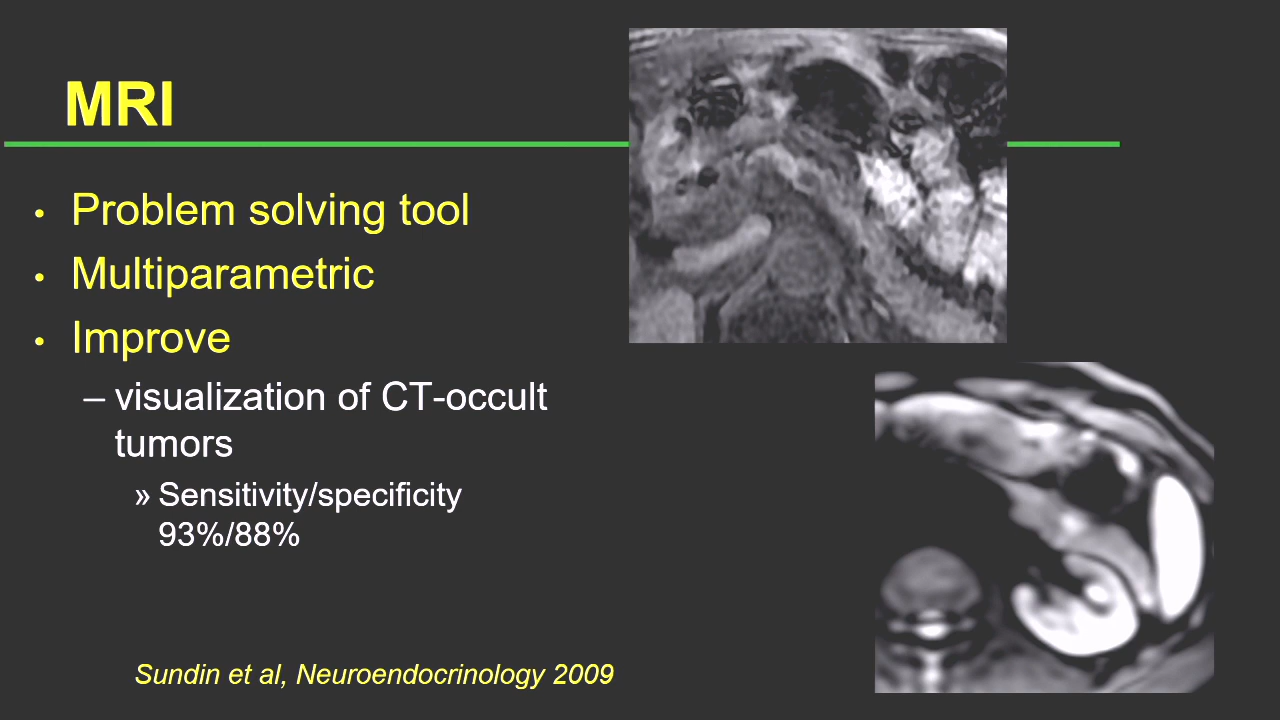 MRI
• Problem solving tool
• Multiparametric
• Improve
– visualization of CT-occult
tumors
» Sensitivity/specificity
93%/88%
Sundin et al, Neuroendocrinology 2009